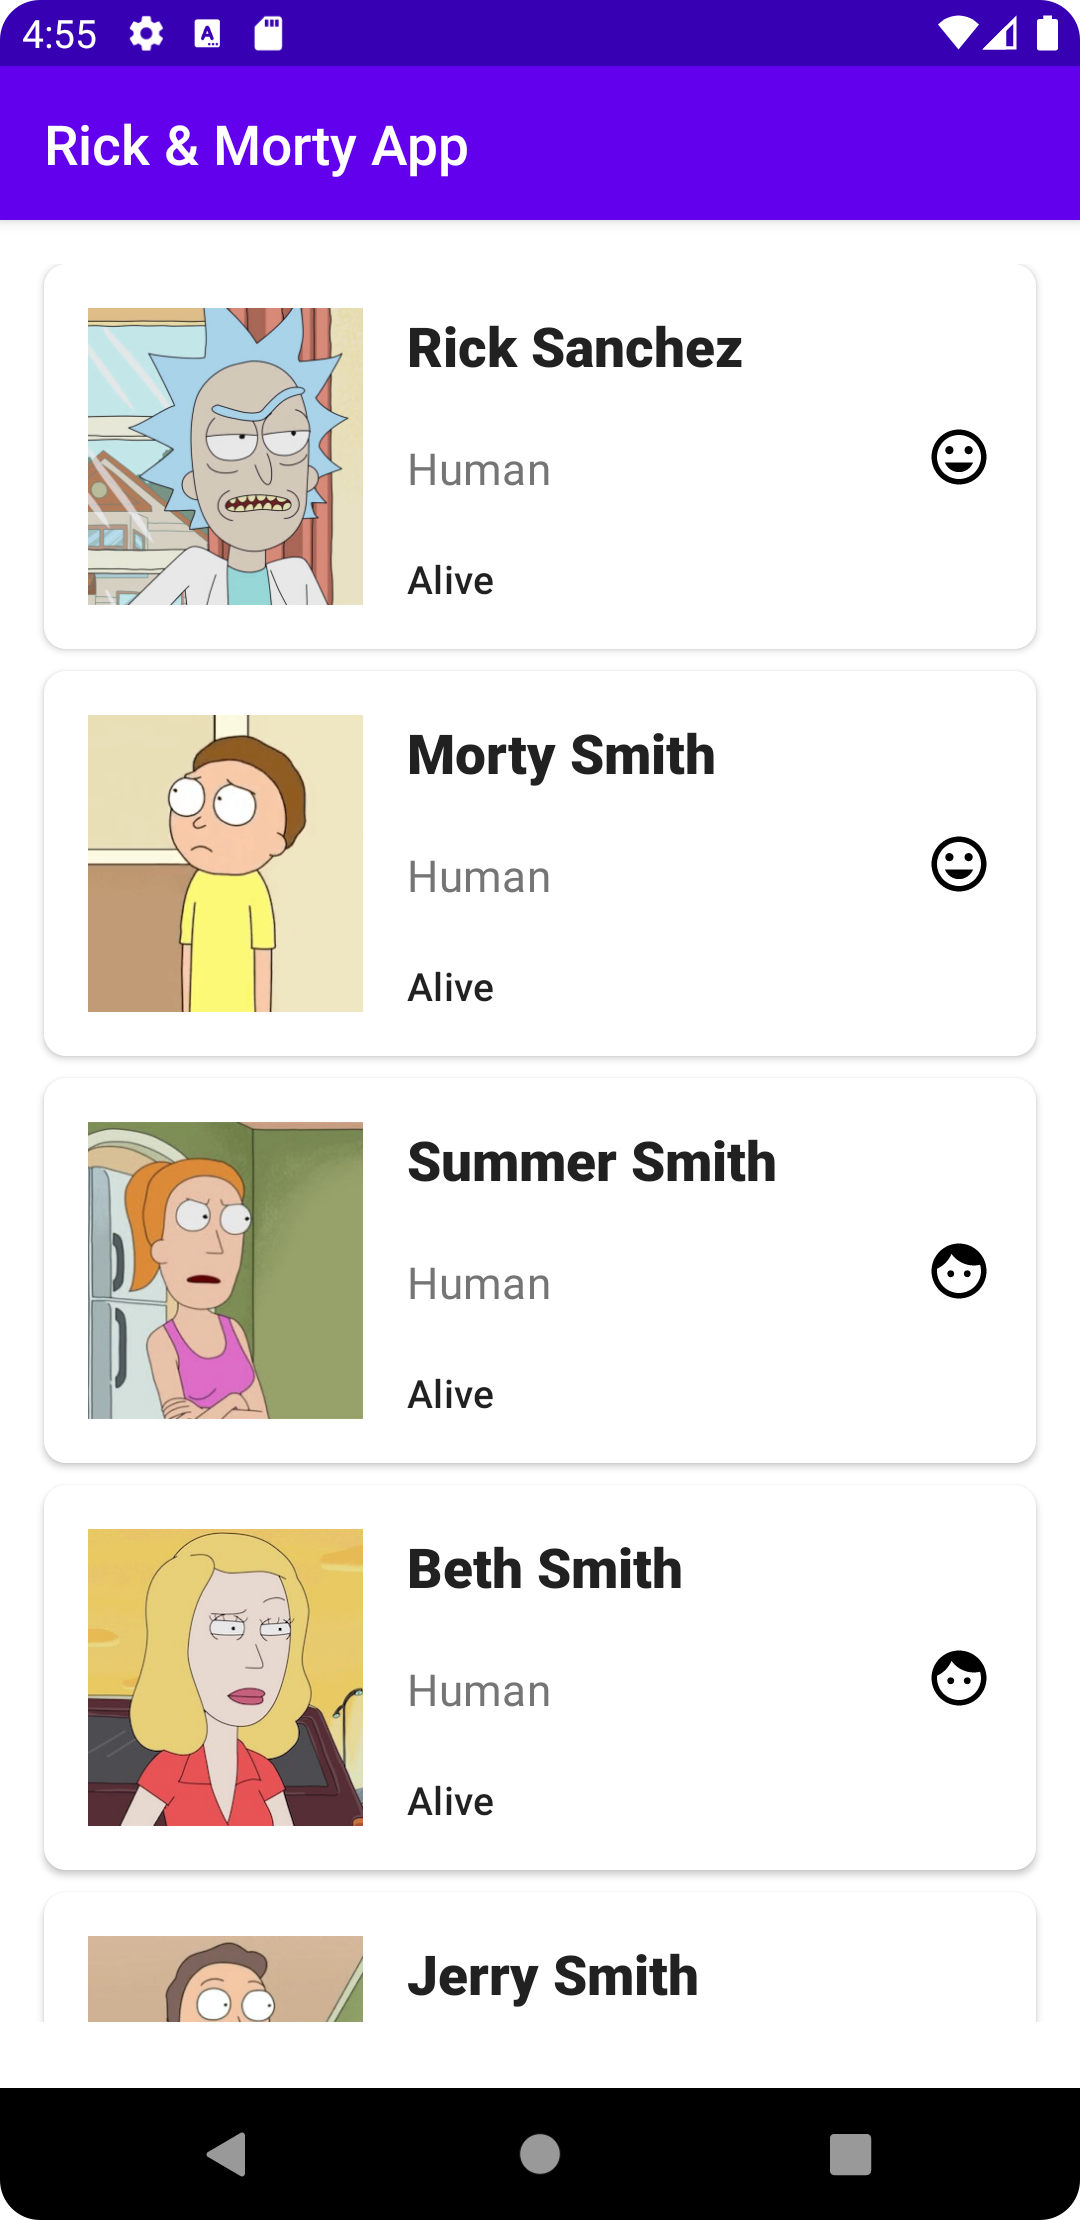 4:55
Rick & Morty App
Rick Sanchez
Human
Alive
Morty Smith
Human
Alive
Summer Smith
Human
Alive
Beth Smith
Human
Alive
Jerry Smith